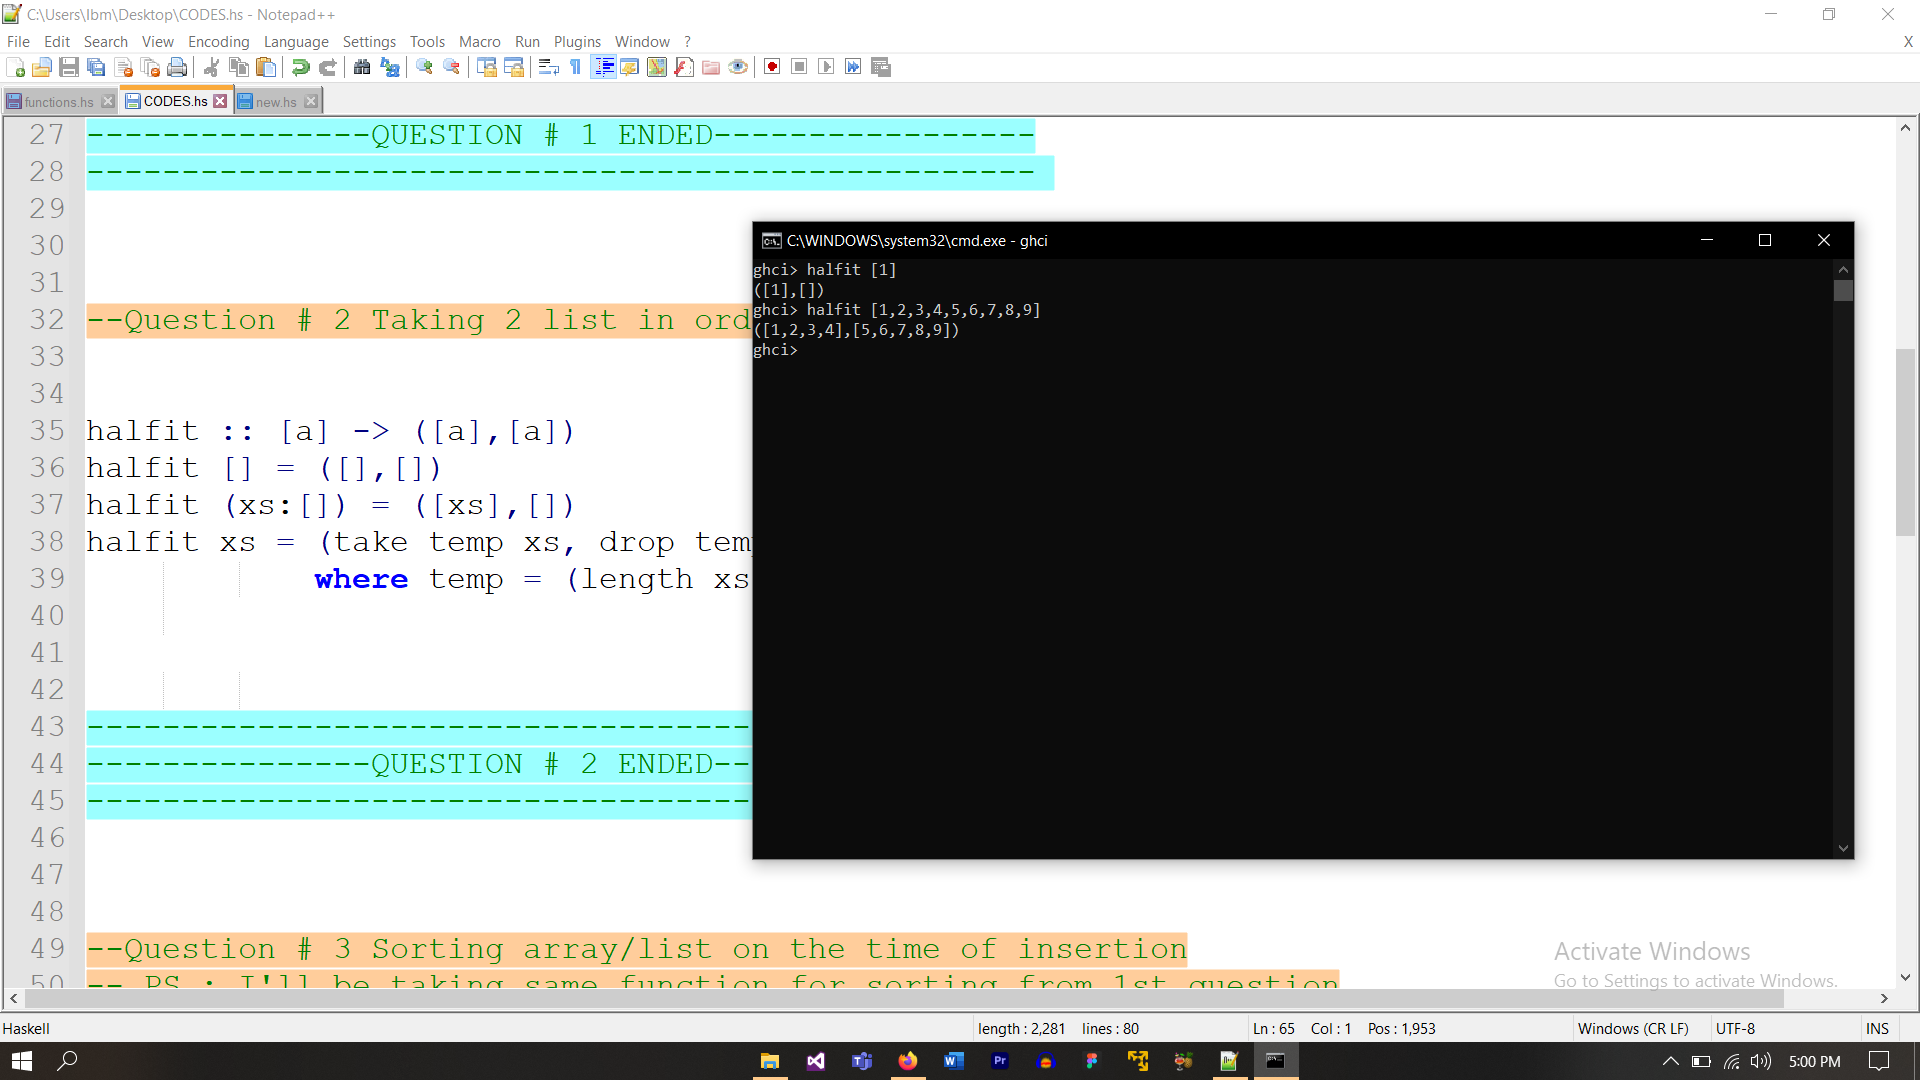 C:\Users\Ibm\Desktop\CODES.hs - Notepad++
File Edit Search View Encoding Language Settings Tools Macro Run Plugins Window ? X
functions.hs CODES.hs new.hs
27 ---------------QUESTION # 1 ENDED-----------------
28 --------------------------------------------------
29
30
31
32 --Question # 2 Taking 2 list in ord
33
34
35 halfit :: [a] -> ([a],[a])
36 halfit [] = ([],[])
37 halfit (xs:[]) = ([xs],[])
38 halfit xs = (take temp xs, drop tem
39 where temp = (length xs
40
41
42
43 -----------------------------------
44 ---------------QUESTION # 2 ENDED--
45 -----------------------------------
46
47
48
49 --Question # 3 Sorting array/list on the time of insertion
50 -- PS : I'll be taking same function for sorting from 1st question
C:\WINDOWS\system32\cmd.exe - ghci
ghci> halfit [1]
([1],[])
ghci> halfit [1,2,3,4,5,6,7,8,9]
([1,2,3,4],[5,6,7,8,9])
ghci>
Activate Windows
Go to Settings to activate Windows.
Haskell length : 2,281 lines : 80 Ln : 65 Col : 1 Pos : 1,953 Windows (CR LF) UTF-8 INS
5:00 PM